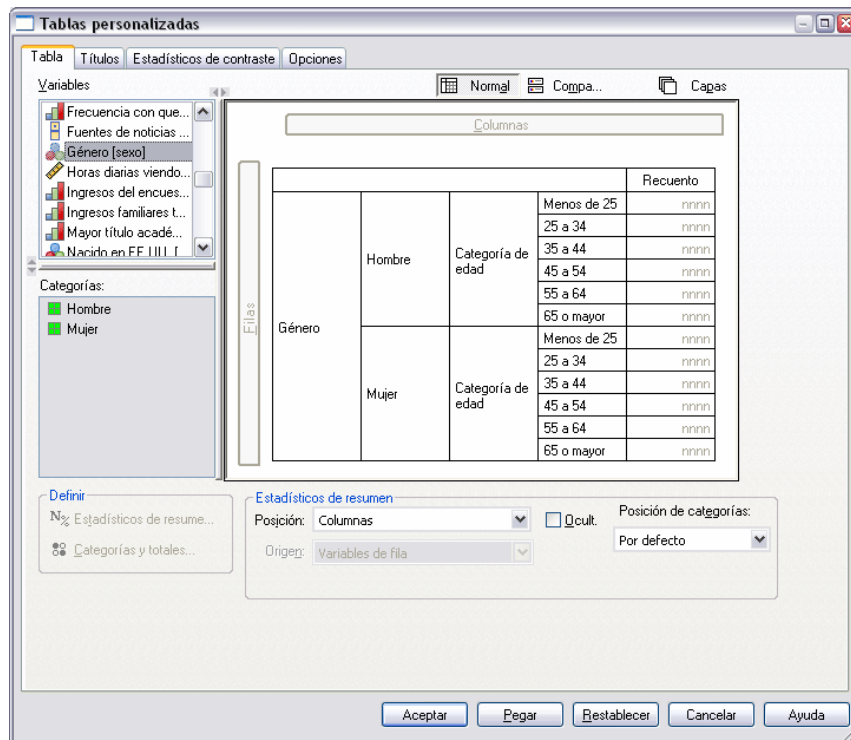 Tablas personalizadas
Tabla Títulos Estadísticos de contraste Opciones
Variables
Normal Compa... Capas
Frecuencia con que...
Fuentes de noticias ...
Género [sexo]
Horas diarias viendo...
Ingresos del encues...
Ingresos familiares t...
Mayor título acadé...
Nacido en EE.UU. [
Categorías:
Hombre
Mujer
Columnas
Filas
Recuento
Género
Hombre
Categoría de edad
Menos de 25 nnnn
25 a 34 nnnn
35 a 44 nnnn
45 a 54 nnnn
55 a 64 nnnn
65 o mayor nnnn
Mujer
Categoría de edad
Menos de 25 nnnn
25 a 34 nnnn
35 a 44 nnnn
45 a 54 nnnn
55 a 64 nnnn
65 o mayor nnnn
Definir
N% Estadísticos de resume...
Categorías y totales...
Estadísticos de resumen
Posición: Columnas
Ocult.
Origen: Variables de fila
Posición de categorías:
Por defecto
Aceptar Pegar Restablecer Cancelar Ayuda